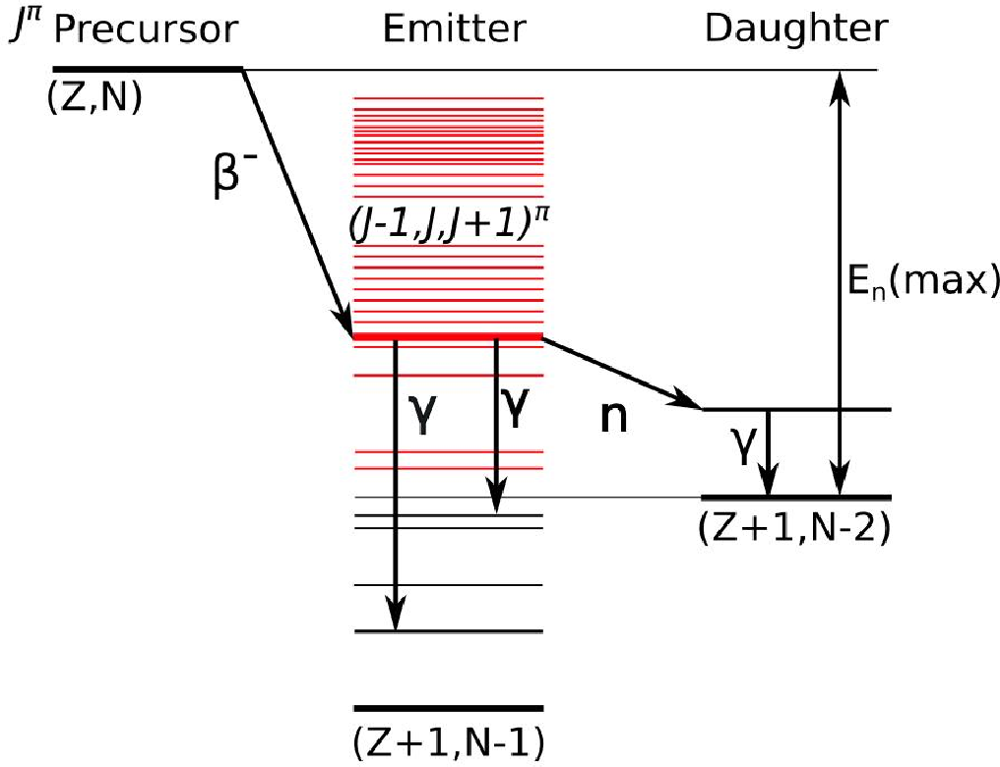 J^π Precursor Emitter Daughter
(Z,N)
β⁻
(J-1,J,J+1)^π
E_n(max)
γ γ n γ
(Z+1,N-2)
(Z+1,N-1)